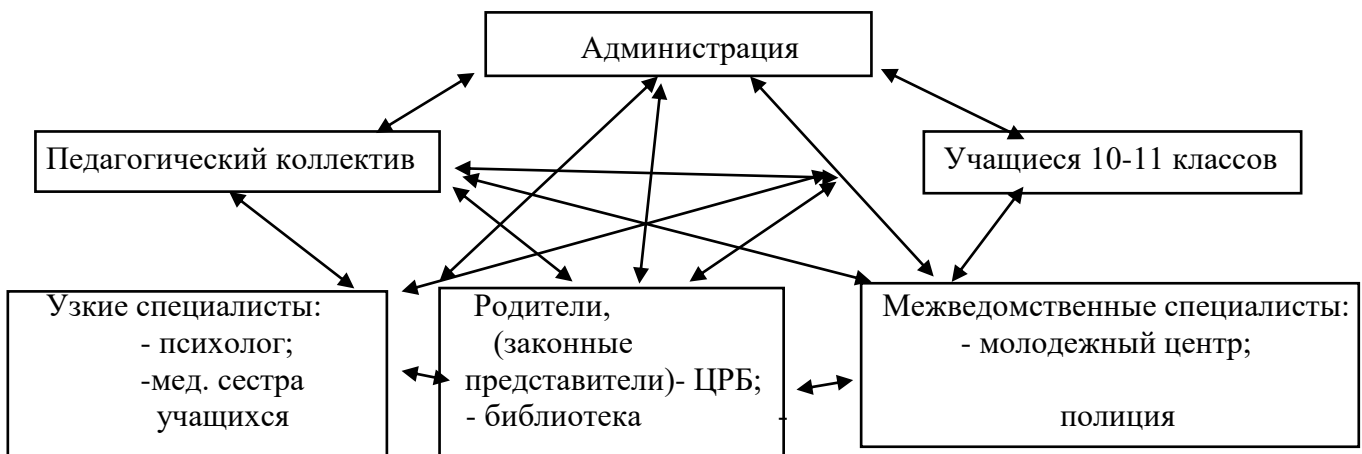 Администрация
Педагогический коллектив
Учащиеся 10-11 классов
Узкие специалисты:
- психолог;
-мед. сестра
учащихся
Родители,
(законные
представители)- ЦРБ;
- библиотека -
Межведомственные специалисты:
- молодежный центр;
полиция